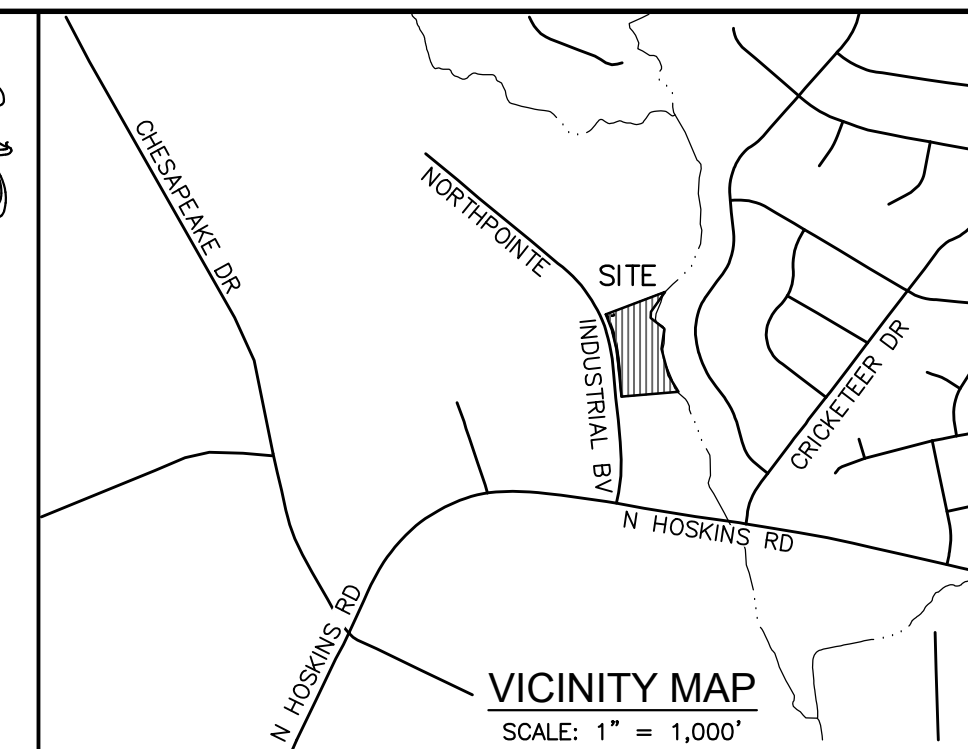 CHESAPEAKE DR
NORTHPOINTE
INDUSTRIAL BV
SITE
CRICKETEER DR
N HOSKINS RD
N HOSKINS RD
VICINITY MAP
SCALE: 1" = 1,000'